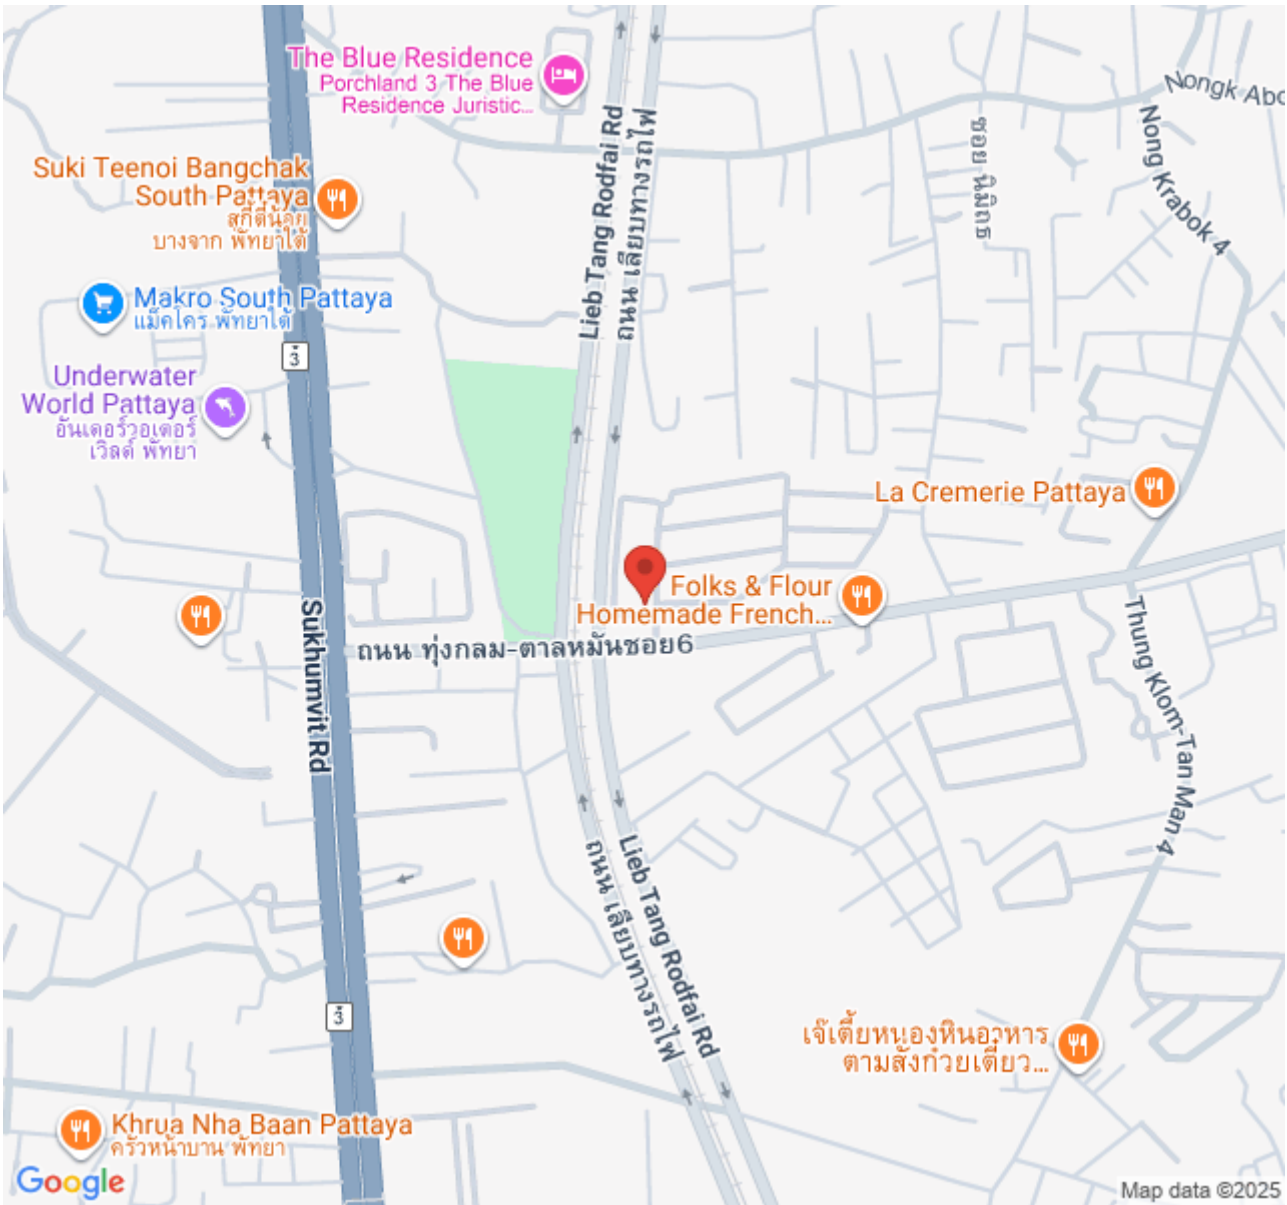 The Blue Residence
Porchland 3 The Blue
Residence Juristic...
Nongk Abo
Nong Krabok 4
ซอย นิมิถธ
Lieb Tang Rodfai Rd
ถนน เลียบทางรถไฟ
Suki Teenoi Bangchak
South Pattaya
สุกี้ตี๋น้อย
บางจาก พัทยาใต้
Makro South Pattaya
แม็คโคร พัทยาใต้
3
Underwater
World Pattaya
อันเดอร์วอเตอร์
เวิลด์ พัทยา
La Cremerie Pattaya
Folks & Flour
Homemade French...
ถนน ทุ่งกลม-ตาลหมันซอย6
Sukhumvit Rd
Thung Klom-Tan Man 4
ถนน เลียบทางรถไฟ
Lieb Tang Rodfai Rd
3
เจ๊เตี้ยหนองหินอาหาร
ตามสั่งก๋วยเตี๋ยว...
Khrua Nha Baan Pattaya
ครัวหน้าบาน พัทยา
Google
Map data ©2025